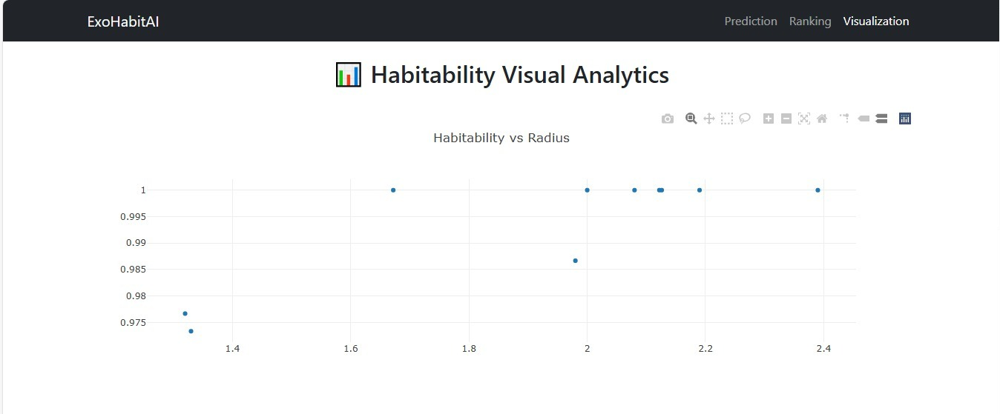 ExoHabitAI Prediction Ranking Visualization
Habitability Visual Analytics
Habitability vs Radius
1
0.995
0.99
0.985
0.98
0.975
1.4 1.6 1.8 2 2.2 2.4